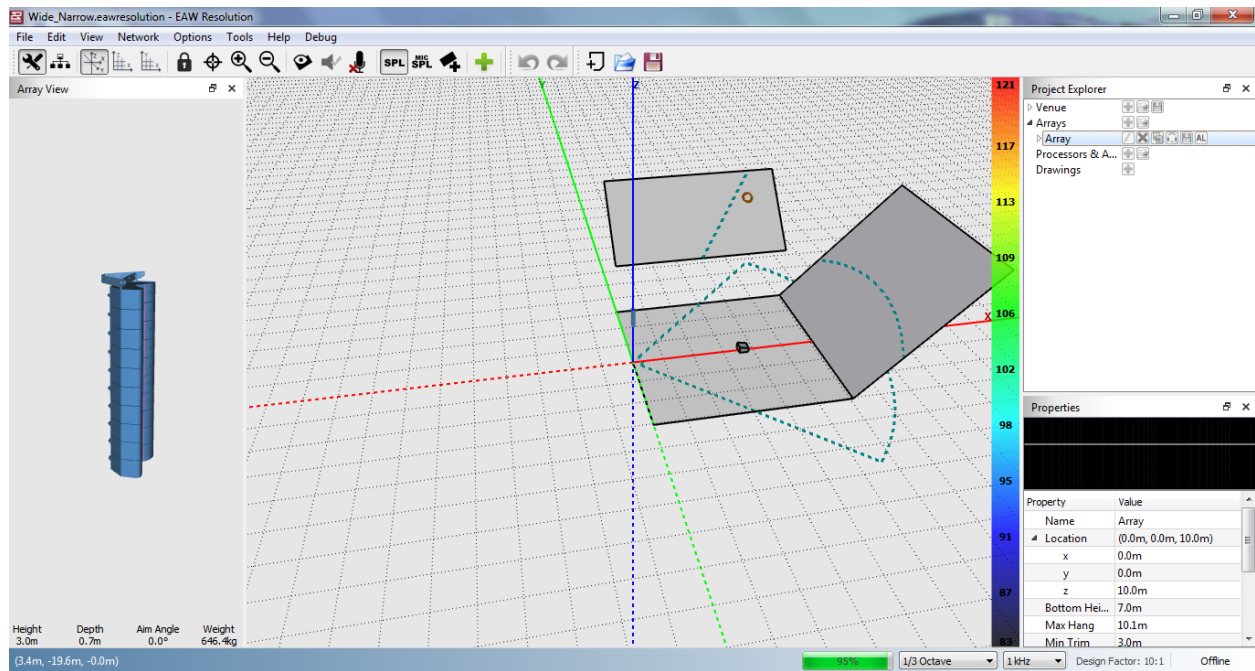 Wide_Narrow.eawresolution - EAW Resolution
File Edit View Network Options Tools Help Debug
SPL MIC SPL
Array View
Y
Z
X
121
117
113
109
106
102
98
95
91
87
83
Height Depth Aim Angle Weight
3.0m 0.7m 0.0° 646.4kg
Project Explorer
Venue
Arrays
Array AL
Processors & A...
Drawings
Properties
Property Value
Name Array
Location (0.0m, 0.0m, 10.0m)
x 0.0m
y 0.0m
z 10.0m
Bottom Hei... 7.0m
Max Hang 10.1m
Min Trim 3.0m
(3.4m, -19.6m, -0.0m) 95% 1/3 Octave 1 kHz Design Factor: 10:1 Offline